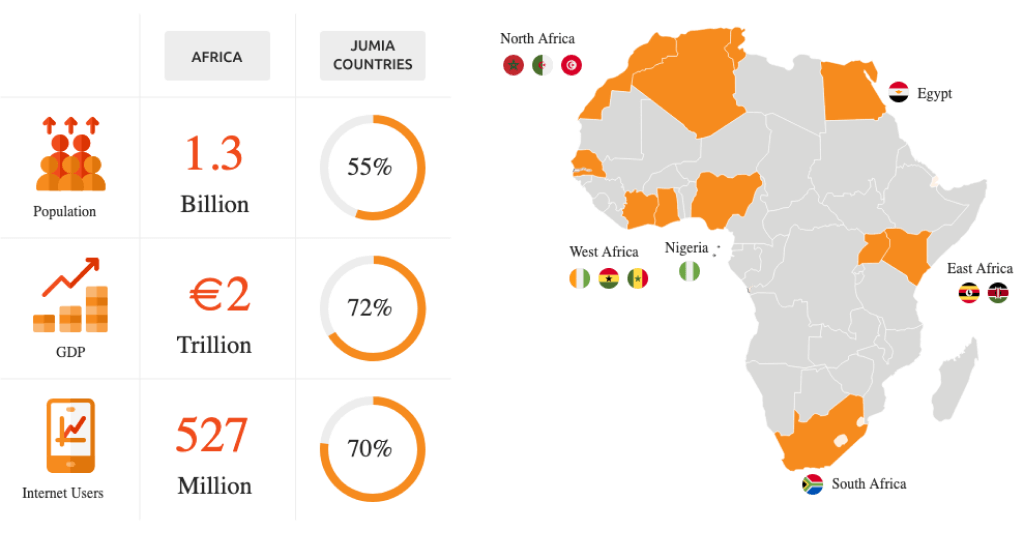 AFRICA
JUMIA
COUNTRIES
Population
1.3
Billion
55%
GDP
€2
Trillion
72%
Internet Users
527
Million
70%
North Africa
Egypt
West Africa
Nigeria
East Africa
South Africa